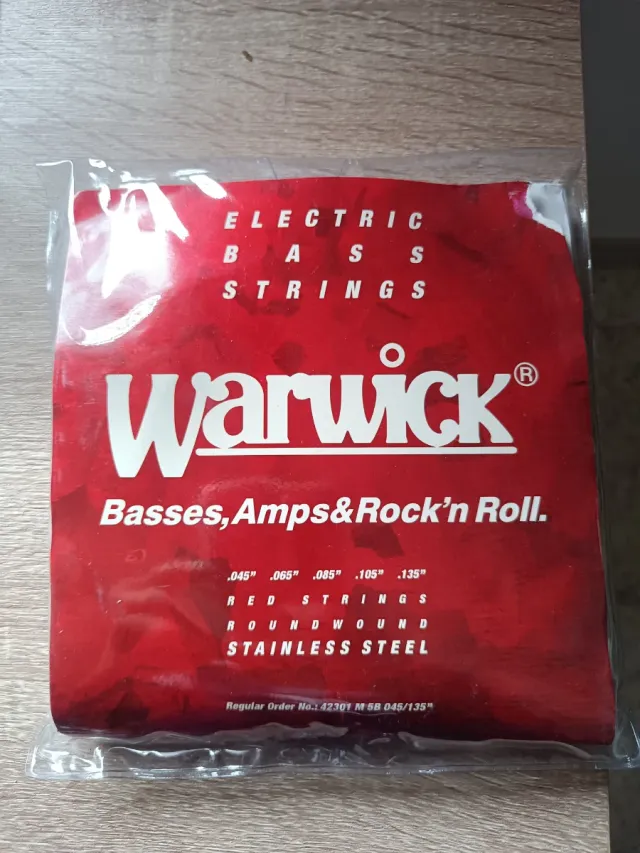 ELECTRIC
BASS
STRINGS
Warwick®
Basses, Amps & Rock'n Roll.
.045" .065" .085" .105" .135"
RED STRINGS
ROUNDWOUND
STAINLESS STEEL
Regular Order No.: 42301 M 5B 045/135"